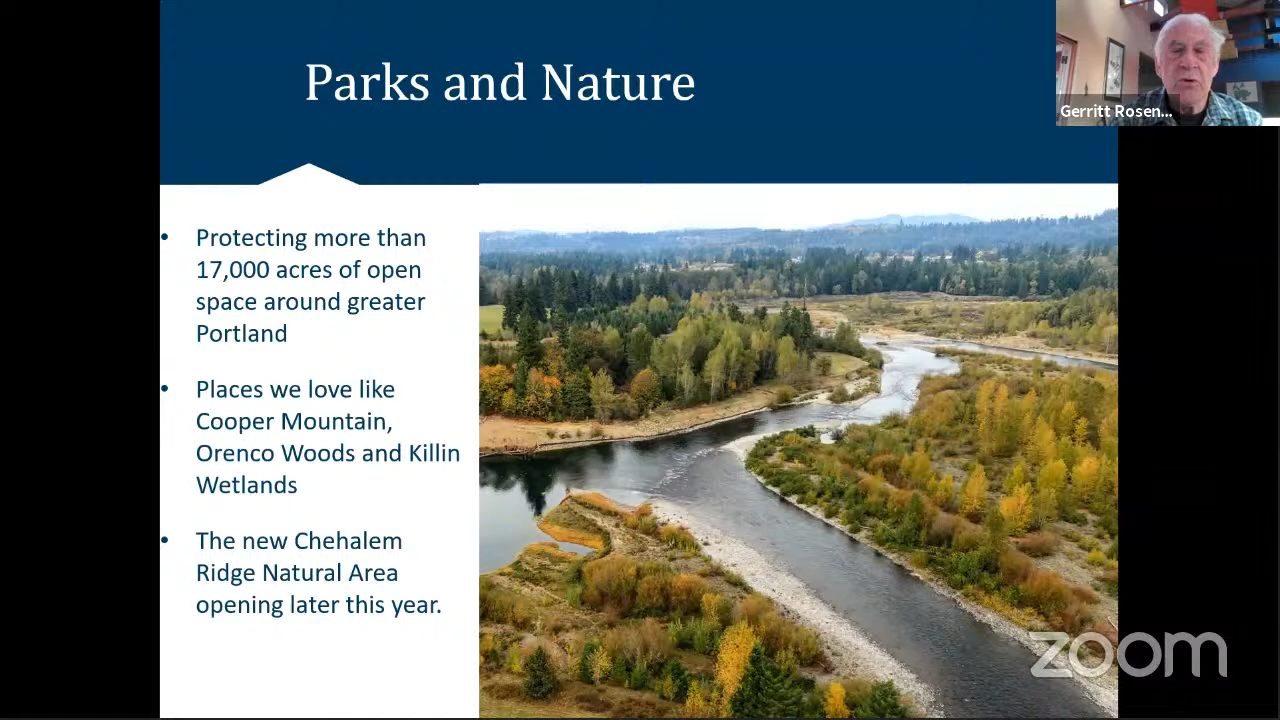 Parks and Nature
Gerritt Rosen...
• Protecting more than
17,000 acres of open
space around greater
Portland
• Places we love like
Cooper Mountain,
Orenco Woods and Killin
Wetlands
• The new Chehalem
Ridge Natural Area
opening later this year.
zoom